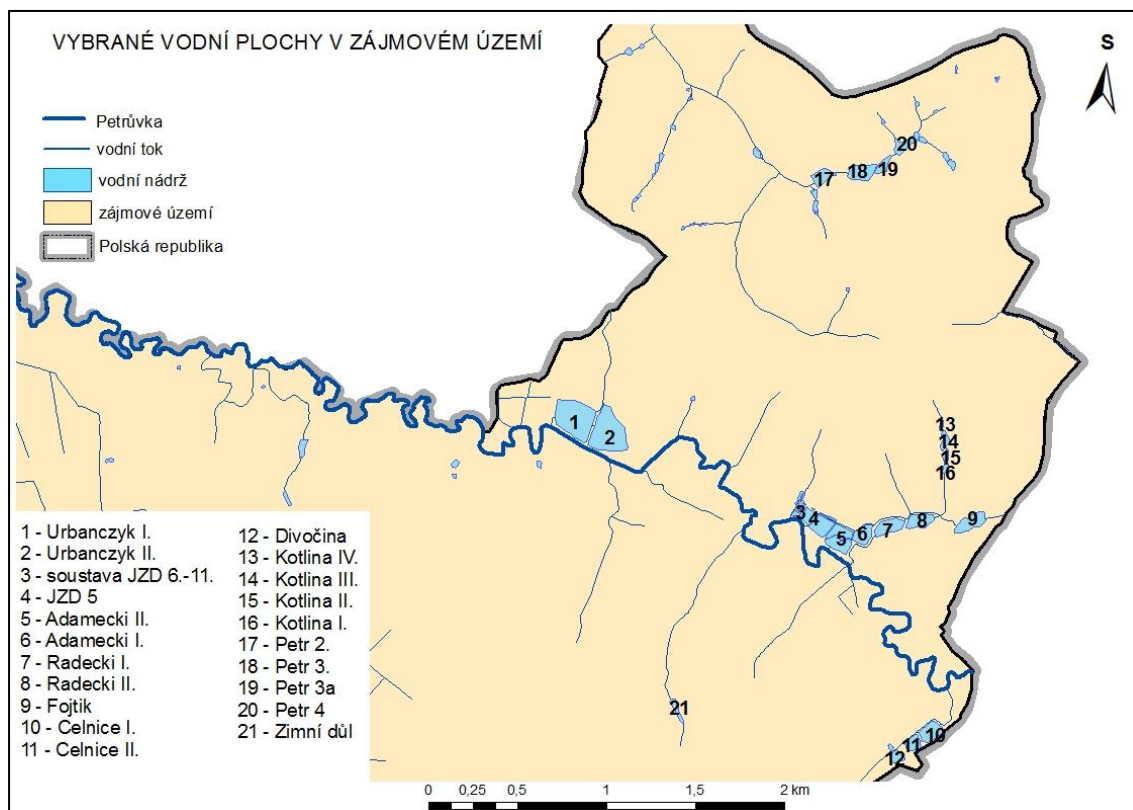 VYBRANÉ VODNÍ PLOCHY V ZÁJMOVÉM ÚZEMÍ
S
Petrůvka
vodní tok
vodní nádrž
zájmové území
Polská republika
20
17
18
19
1
2
13
14
15
16
3
4
5
6
7
8
9
21
10
11
12
1 - Urbanczyk I.
2 - Urbanczyk II.
3 - soustava JZD 6.-11.
4 - JZD 5
5 - Adamecki II.
6 - Adamecki I.
7 - Radecki I.
8 - Radecki II.
9 - Fojtik
10 - Celnice I.
11 - Celnice II.
12 - Divočina
13 - Kotlina IV.
14 - Kotlina III.
15 - Kotlina II.
16 - Kotlina I.
17 - Petr 2.
18 - Petr 3.
19 - Petr 3a
20 - Petr 4
21 - Zimní důl
0 0,25 0,5 1 1,5 2 km